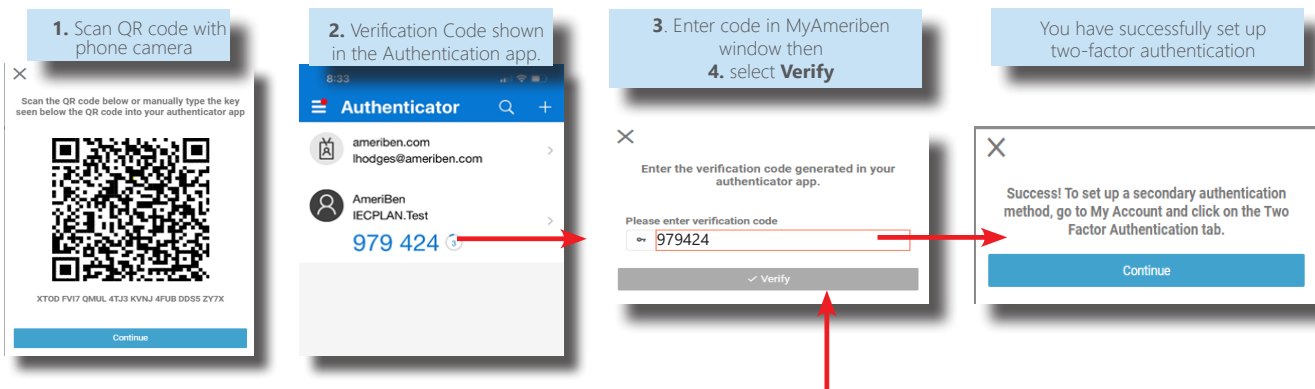 1. Scan QR code with
phone camera
Scan the QR code below or manually type the key
seen below the QR code into your authenticator app
XTOD FVI7 QMUL 4TJ3 KVNJ 4FUB DDS5 ZY7X
Continue
2. Verification Code shown
in the Authentication app.
8:33
Authenticator
ameriben.com
lhodges@ameriben.com
AmeriBen
IECPLAN.Test
979 424
3
3. Enter code in MyAmeriben
window then
4. select Verify
Enter the verification code generated in your
authenticator app.
Please enter verification code
979424
Verify
You have successfully set up
two-factor authentication
Success! To set up a secondary authentication
method, go to My Account and click on the Two
Factor Authentication tab.
Continue